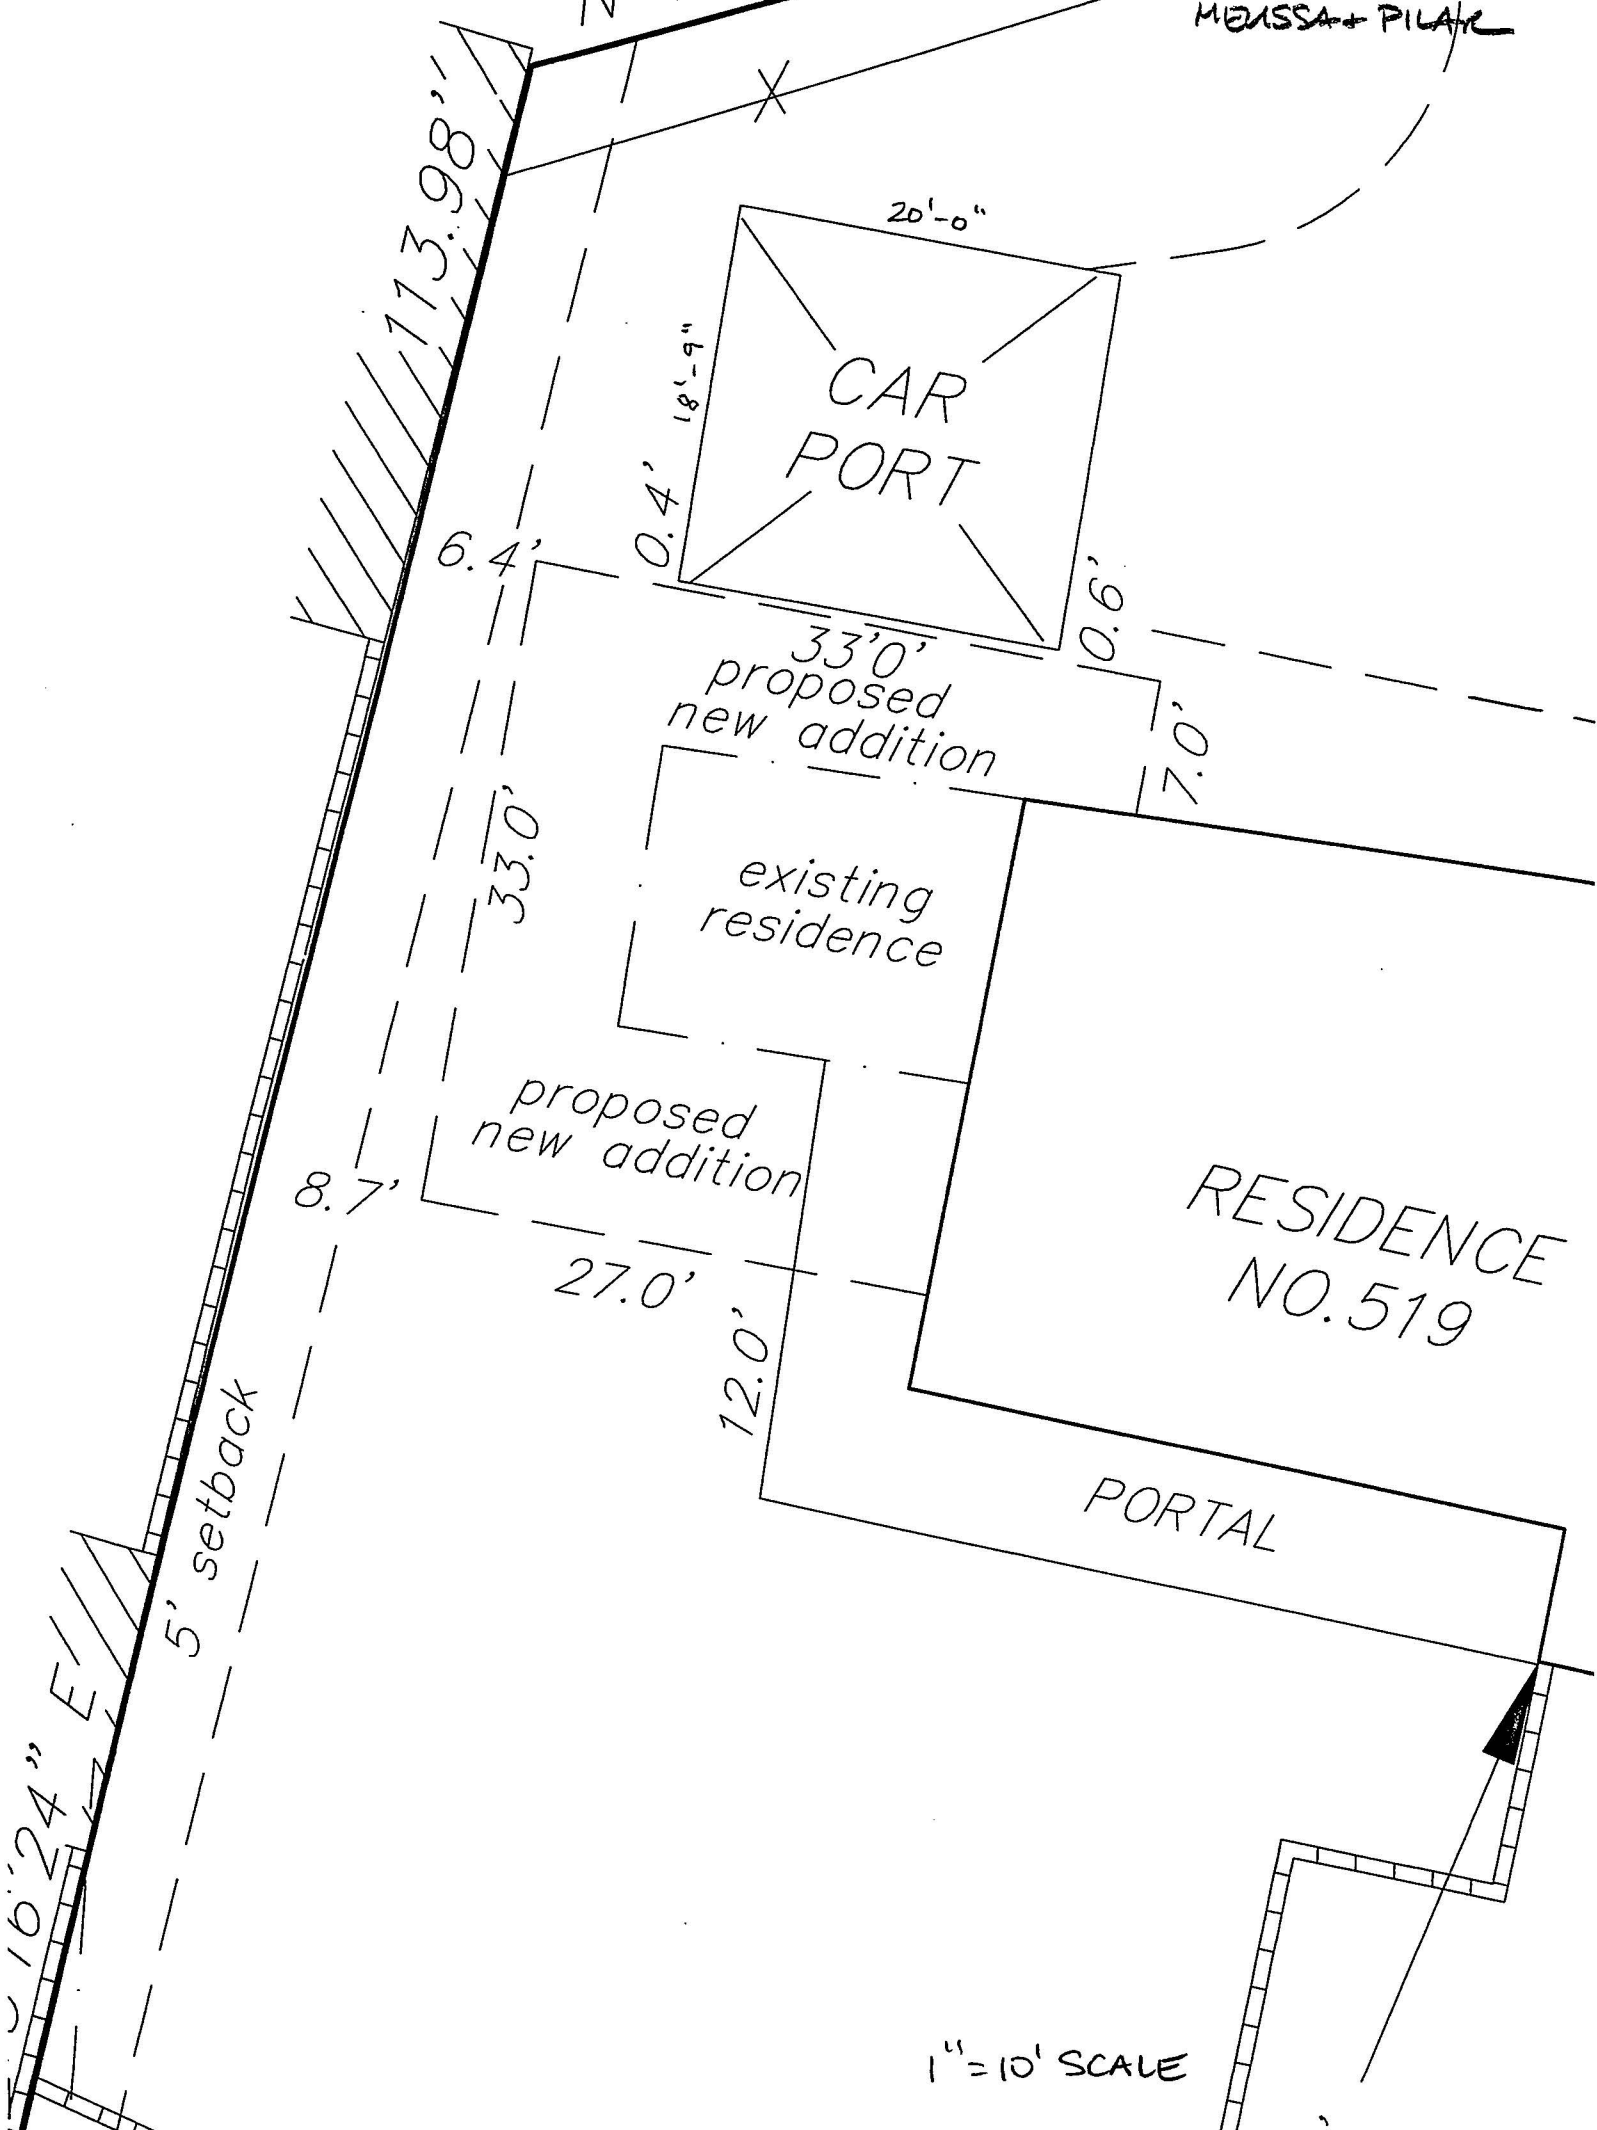 MELISSA + PILAR
113.98'
20'-0"
18'-9"
CAR
PORT
0.4'
6.4'
0.6'
33'0'
proposed
new addition
7.0'
33.0'
existing
residence
proposed
new addition
8.7'
27.0'
12.0'
RESIDENCE
NO.519
5' setback
PORTAL
16'24" E
1"=10' SCALE